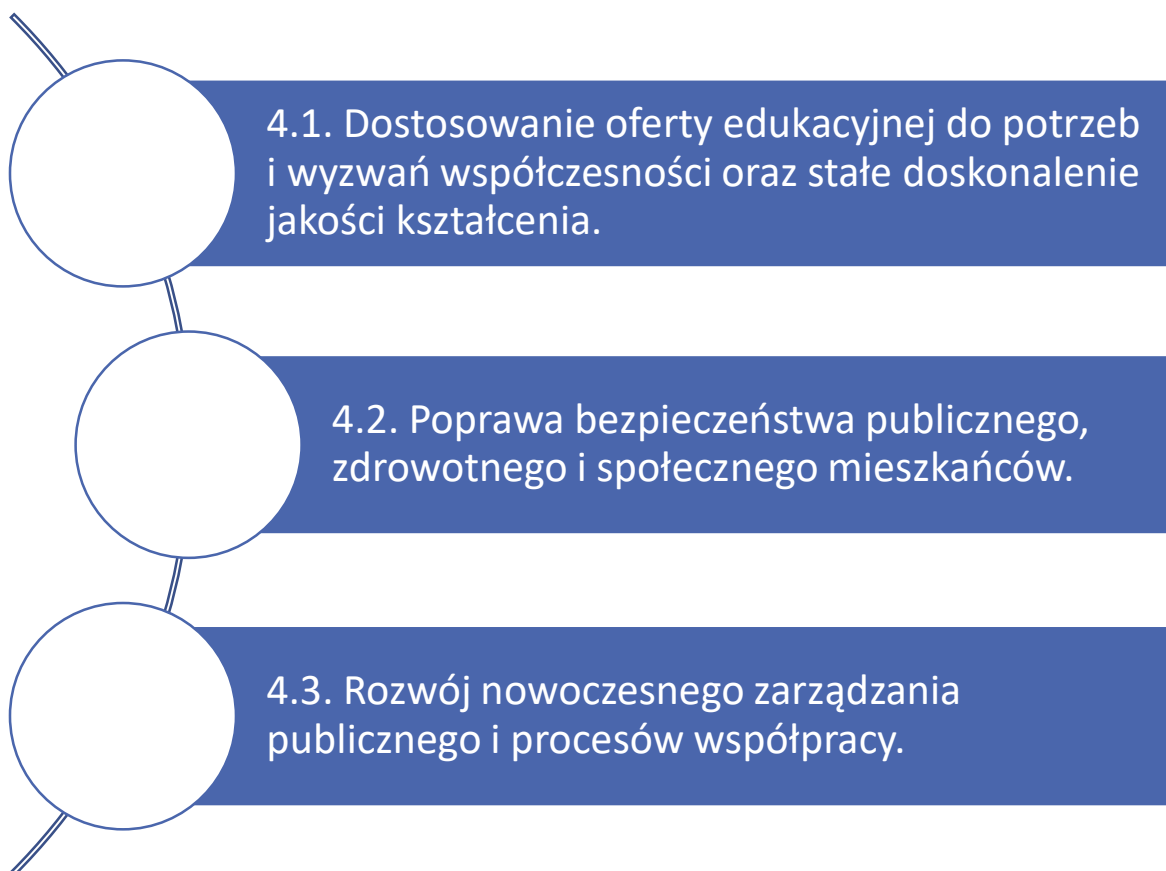 4.1. Dostosowanie oferty edukacyjnej do potrzeb
i wyzwań współczesności oraz stałe doskonalenie
jakości kształcenia.
4.2. Poprawa bezpieczeństwa publicznego,
zdrowotnego i społecznego mieszkańców.
4.3. Rozwój nowoczesnego zarządzania
publicznego i procesów współpracy.